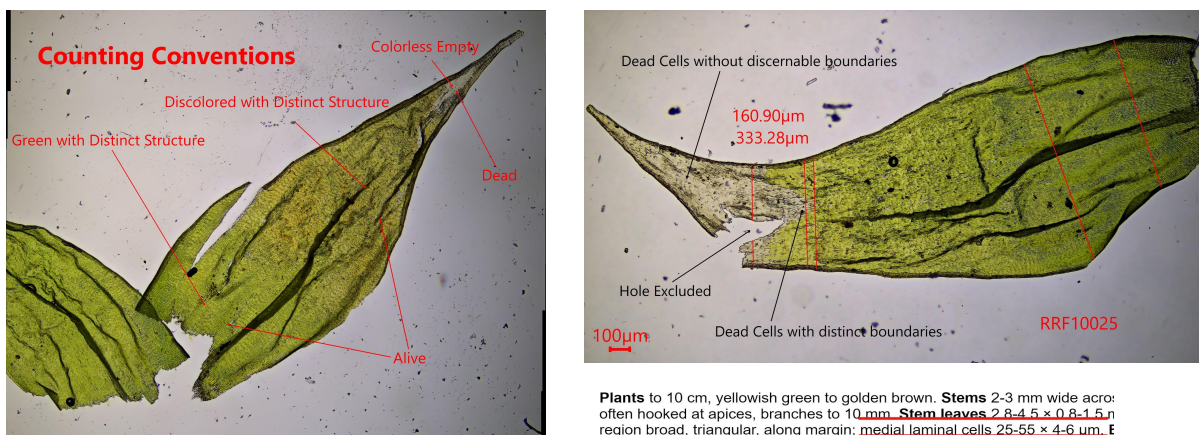 Counting Conventions
Colorless Empty
Discolored with Distinct Structure
Green with Distinct Structure
Dead
Alive
Dead Cells without discernable boundaries
160.90µm
333.28µm
Hole Excluded
Dead Cells with distinct boundaries
100µm
RRF10025
Plants to 10 cm, yellowish green to golden brown. Stems 2-3 mm wide
often hooked at apices, branches to 10 mm. Stem leaves 2.8-4.5 × 0.8-1.5
region broad, triangular, along margin; medial laminal cells 25-55 × 4-6 µm.